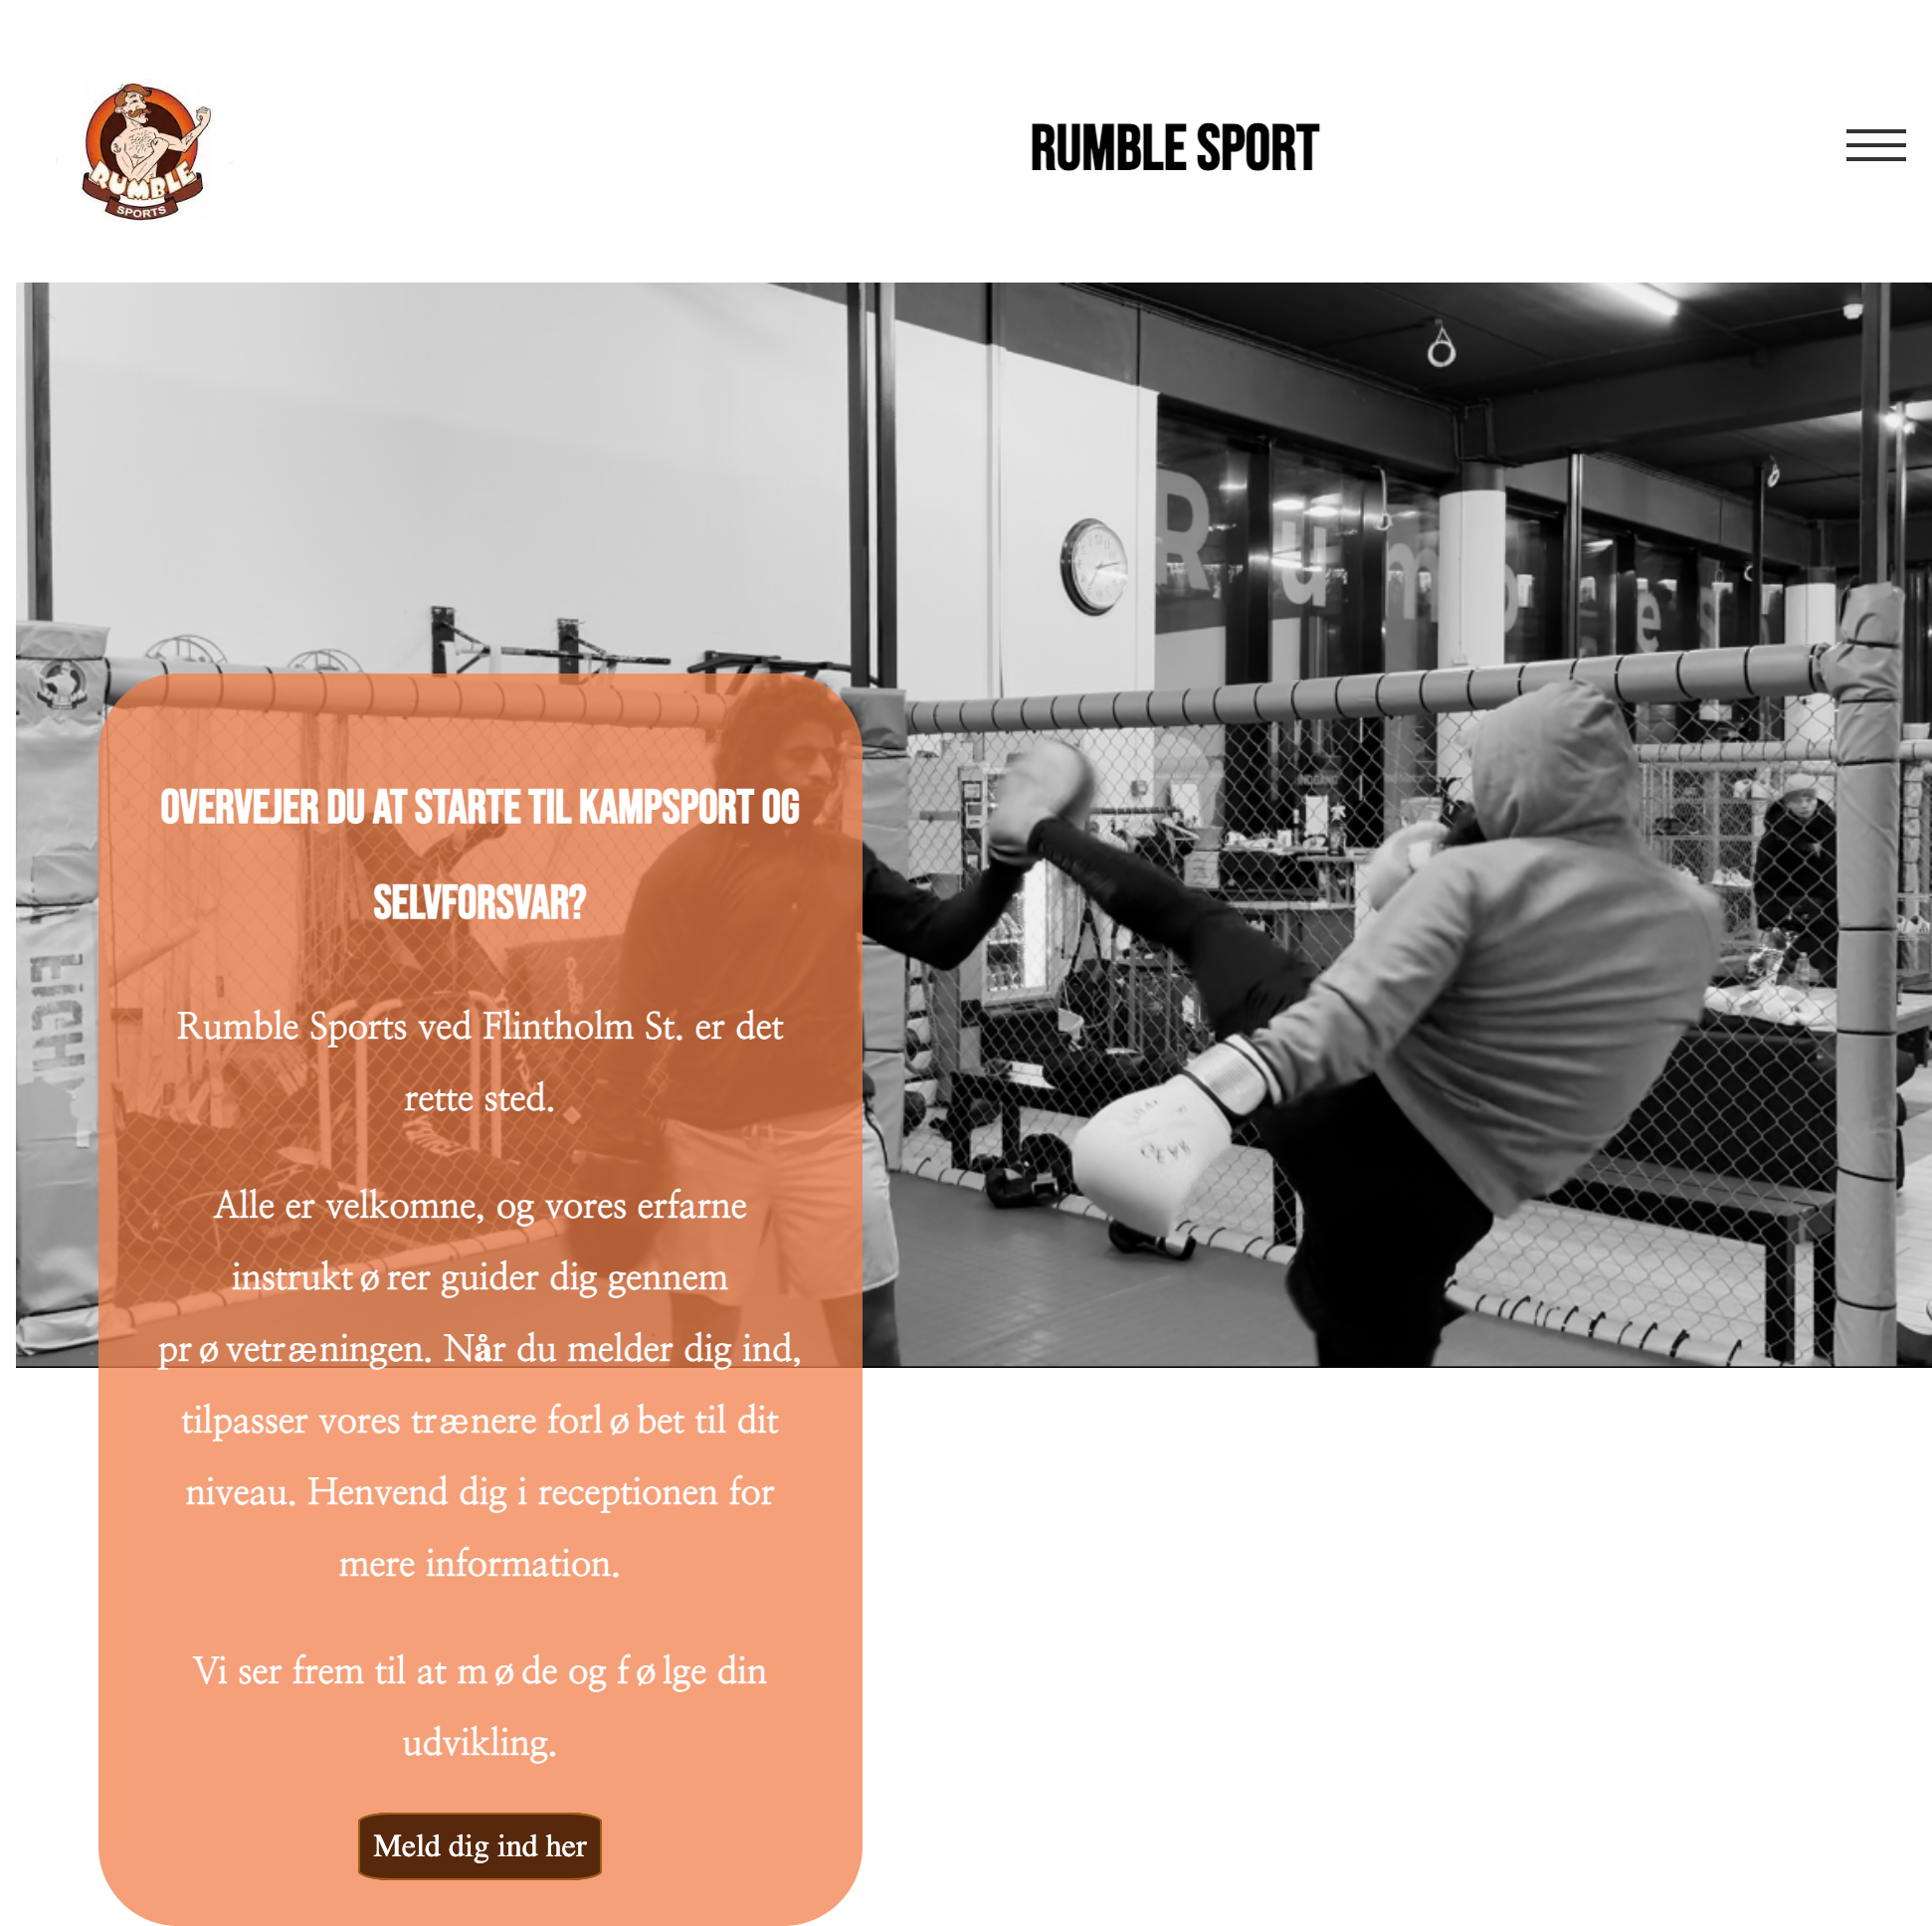 RUMBLE
SPORTS
RUMBLE SPORT
Rumble
LIGHT
OVERVEJER DU AT STARTE TIL KAMPSPORT OG
SELVFORSVAR?
Rumble Sports ved Flintholm St. er det
rette sted.
Alle er velkomne, og vores erfarne
instruktører guider dig gennem
prøvetræningen. Når du melder dig ind,
tilpasser vores trænere forløbet til dit
niveau. Henvend dig i receptionen for
mere information.
Vi ser frem til at møde og følge din
udvikling.
Meld dig ind her